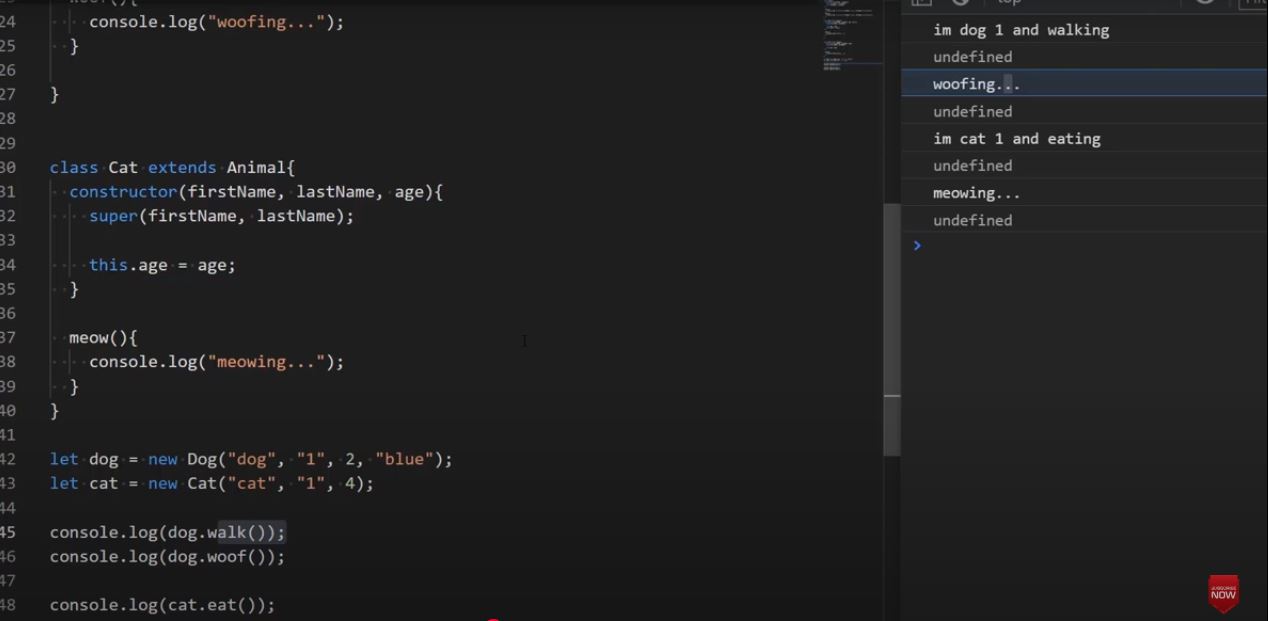 24 console.log("woofing...");
25 }
26
27 }
28
29
30 class Cat extends Animal{
31 constructor(firstName, lastName, age){
32 super(firstName, lastName);
33
34 this.age = age;
35 }
36
37 meow(){
38 console.log("meowing...");
39 }
40 }
41
42 let dog = new Dog("dog", "1", 2, "blue");
43 let cat = new Cat("cat", "1", 4);
44
45 console.log(dog.walk());
46 console.log(dog.woof());
47
48 console.log(cat.eat());
top
im dog 1 and walking
undefined
woofing...
undefined
im cat 1 and eating
undefined
meowing...
undefined
>
SUBSCRIBE
NOW